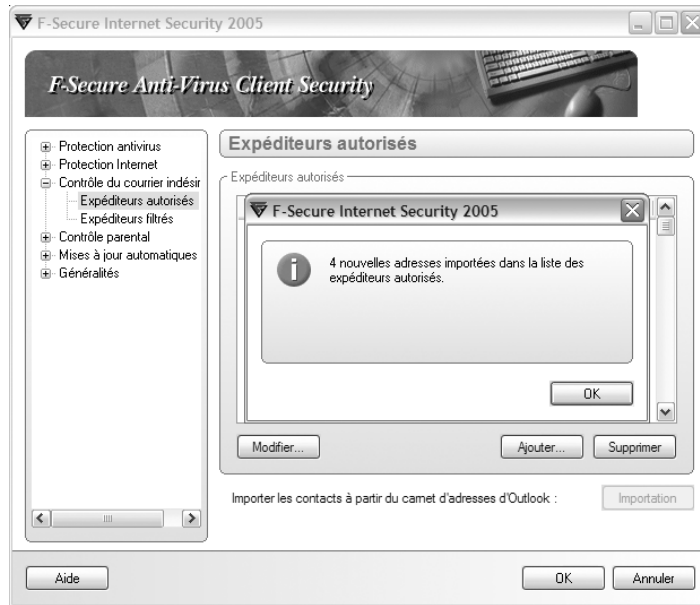 F-Secure Internet Security 2005
F-Secure Anti-Virus Client Security
Protection antivirus
Protection Internet
Contrôle du courrier indésir
Expéditeurs autorisés
Expéditeurs filtrés
Contrôle parental
Mises à jour automatiques
Généralités
Expéditeurs autorisés
Expéditeurs autorisés
F-Secure Internet Security 2005
4 nouvelles adresses importées dans la liste des
expéditeurs autorisés.
OK
Modifier...
Ajouter...
Supprimer
Importer les contacts à partir du carnet d'adresses d'Outlook :
Importation
Aide
OK
Annuler